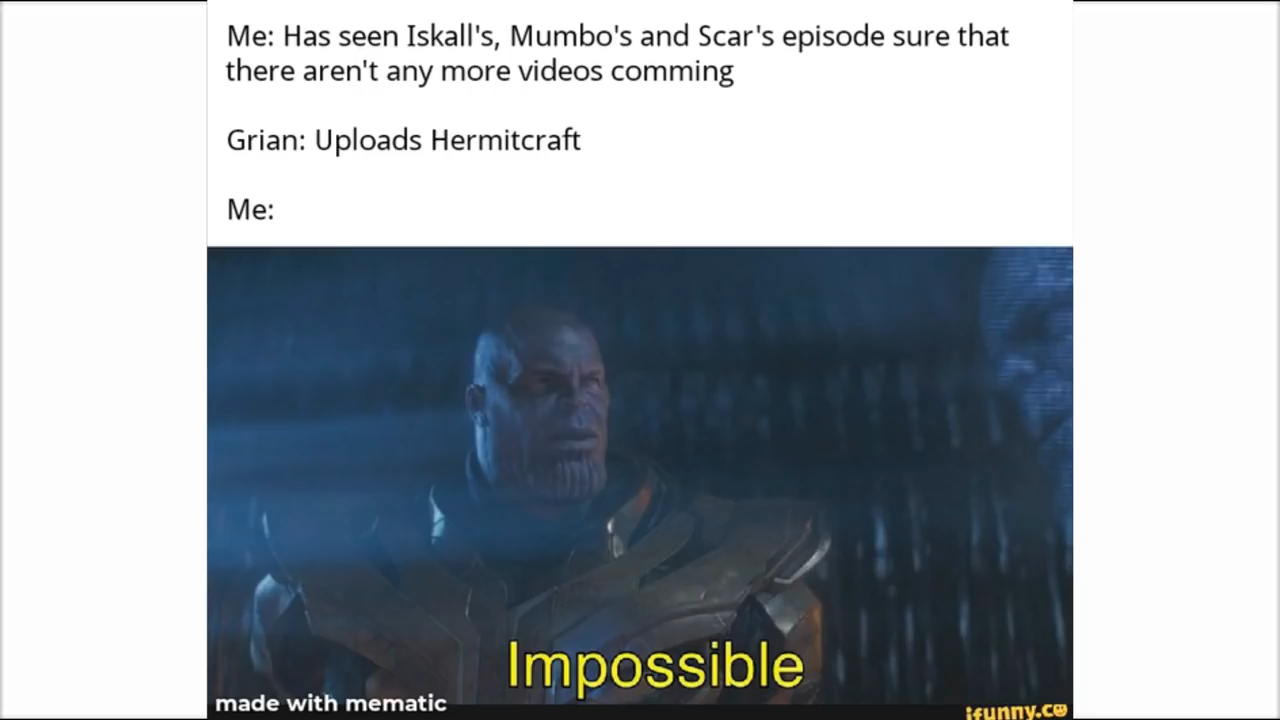 Me: Has seen Iskall's, Mumbo's and Scar's episode sure that
there aren't any more videos comming
Grian: Uploads Hermitcraft
Me:
Impossible
made with mematic
ifunny.co